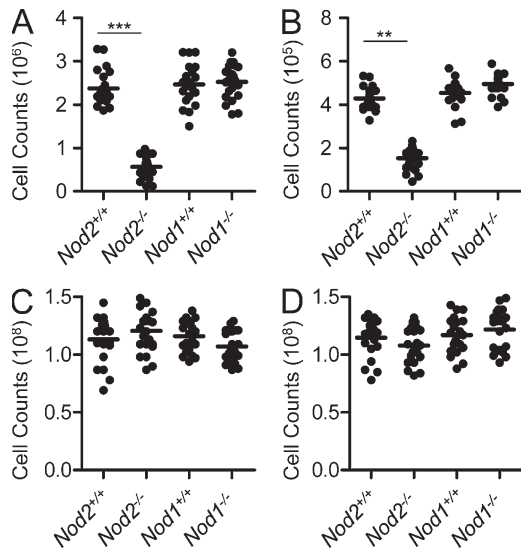 A
Cell Counts (10⁶)
4
3
2
1
0
***
Nod2+/+
Nod2-/-
Nod1+/+
Nod1-/-
B
Cell Counts (10⁵)
8
6
4
2
0
**
Nod2+/+
Nod2-/-
Nod1+/+
Nod1-/-
C
Cell Counts (10⁸)
1.5
1.0
0.5
0.0
Nod2+/+
Nod2-/-
Nod1+/+
Nod1-/-
D
Cell Counts (10⁸)
1.5
1.0
0.5
0.0
Nod2+/+
Nod2-/-
Nod1+/+
Nod1-/-